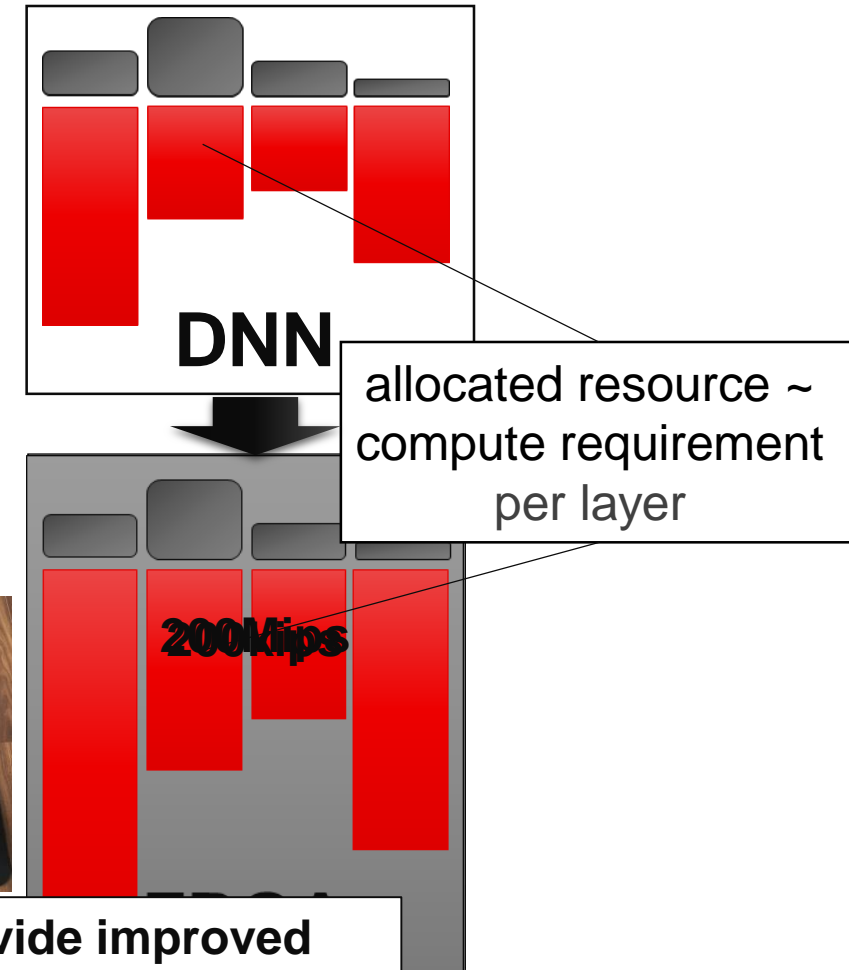 DNN
allocated resource ~
compute requirement
per layer
vide improved